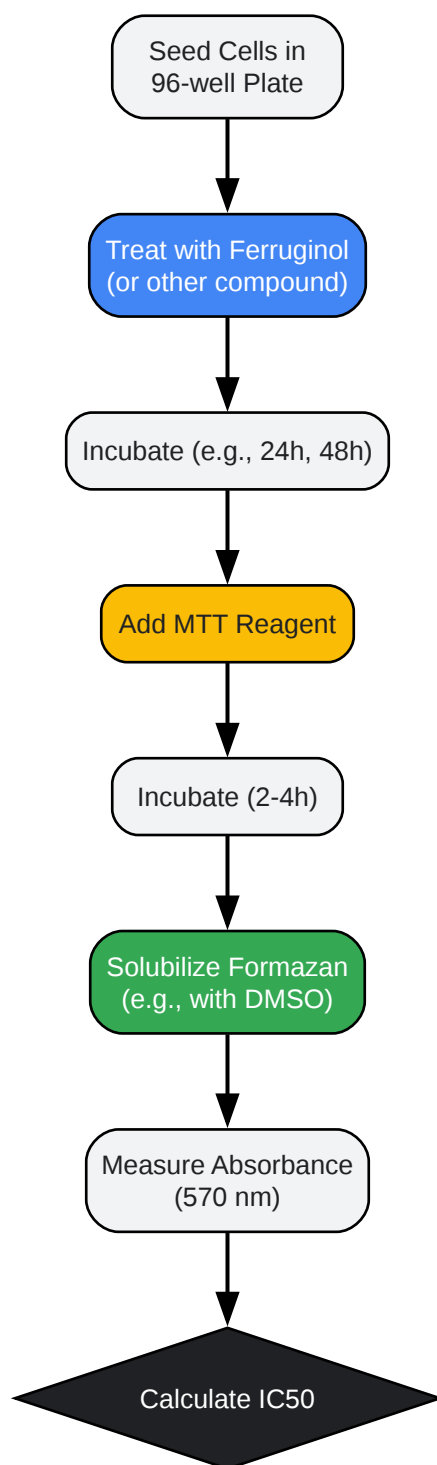 Seed Cells in
96-well Plate
Treat with Ferruginol
(or other compound)
Incubate (e.g., 24h, 48h)
Add MTT Reagent
Incubate (2-4h)
Solubilize Formazan
(e.g., with DMSO)
Measure Absorbance
(570 nm)
Calculate IC50